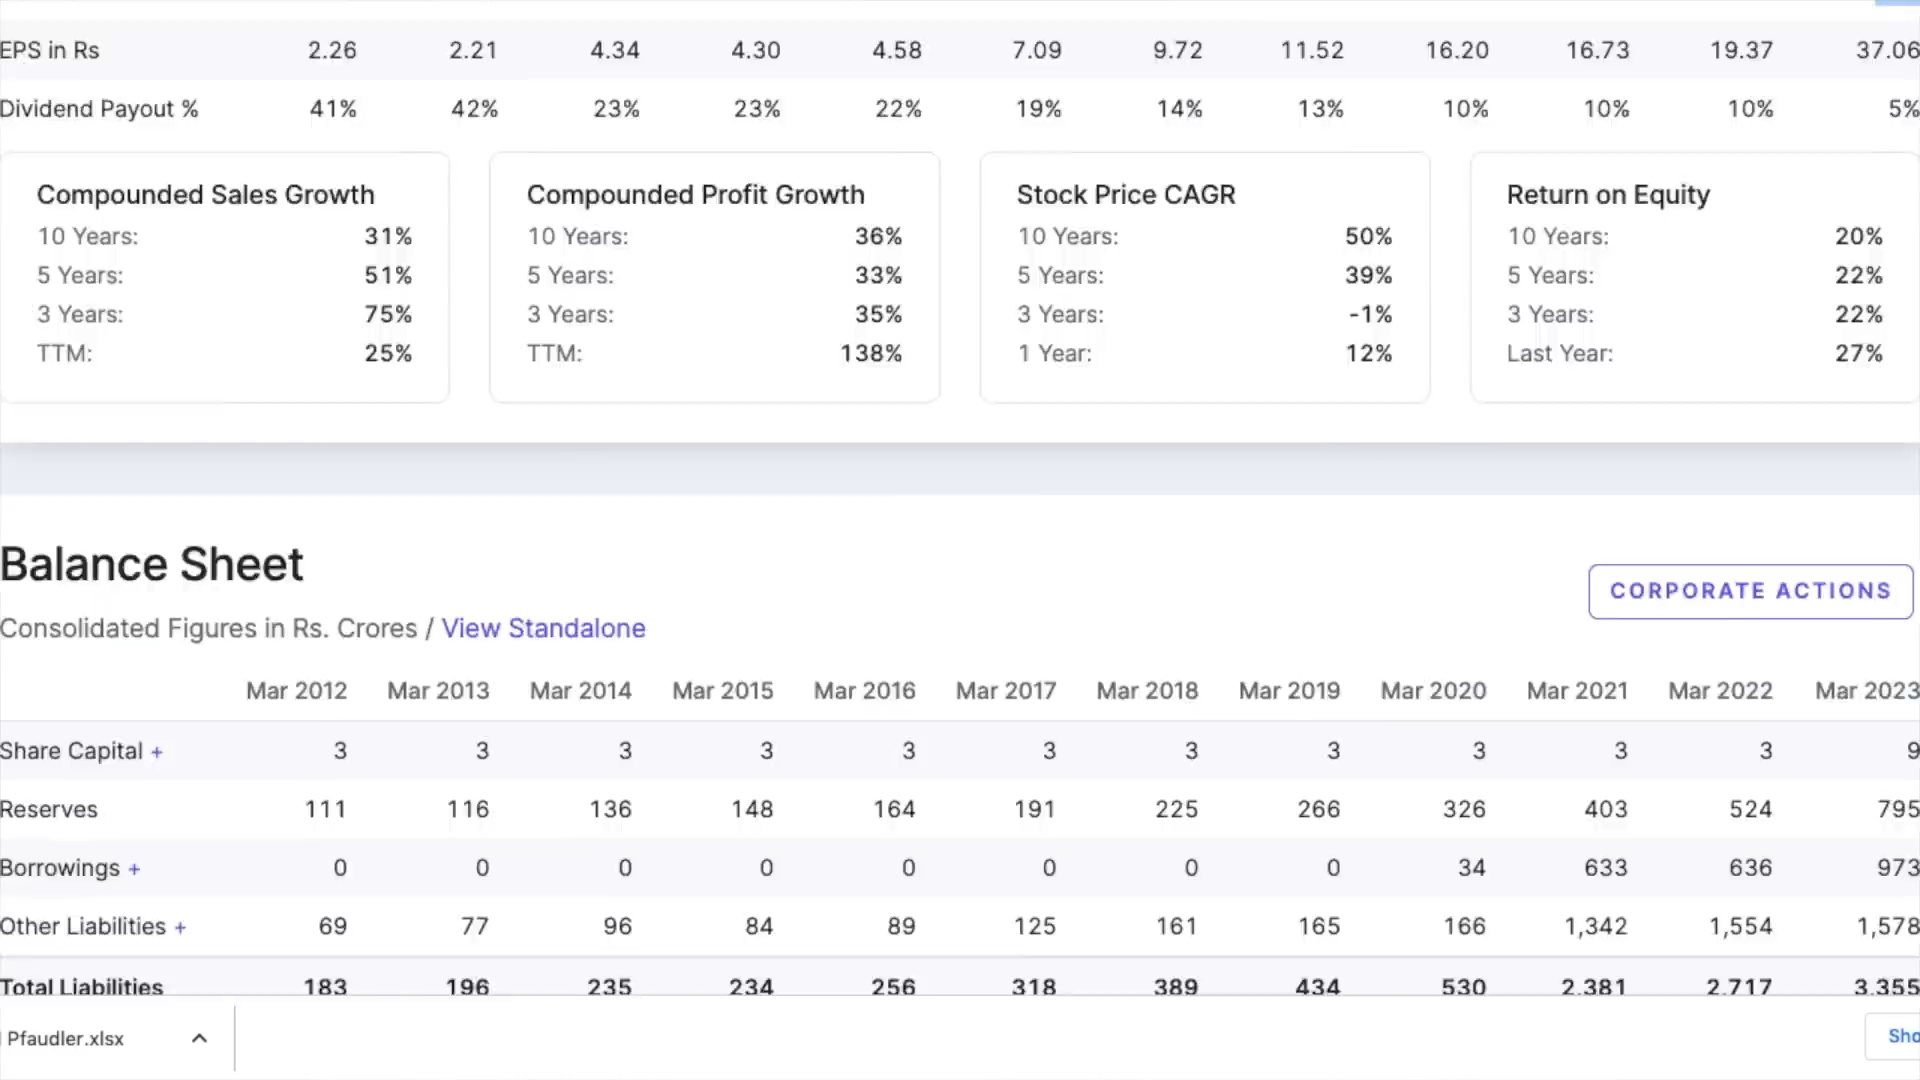 EPS in Rs 2.26 2.21 4.34 4.30 4.58 7.09 9.72 11.52 16.20 16.73 19.37 37.06
Dividend Payout % 41% 42% 23% 23% 22% 19% 14% 13% 10% 10% 10% 5%
Compounded Sales Growth
10 Years: 31%
5 Years: 51%
3 Years: 75%
TTM: 25%
Compounded Profit Growth
10 Years: 36%
5 Years: 33%
3 Years: 35%
TTM: 138%
Stock Price CAGR
10 Years: 50%
5 Years: 39%
3 Years: -1%
1 Year: 12%
Return on Equity
10 Years: 20%
5 Years: 22%
3 Years: 22%
Last Year: 27%
Balance Sheet
CORPORATE ACTIONS
Consolidated Figures in Rs. Crores / View Standalone
Mar 2012 Mar 2013 Mar 2014 Mar 2015 Mar 2016 Mar 2017 Mar 2018 Mar 2019 Mar 2020 Mar 2021 Mar 2022 Mar 2023
Share Capital + 3 3 3 3 3 3 3 3 3 3 3 9
Reserves 111 116 136 148 164 191 225 266 326 403 524 795
Borrowings + 0 0 0 0 0 0 0 0 34 633 636 973
Other Liabilities + 69 77 96 84 89 125 161 165 166 1,342 1,554 1,578
Total Liabilities 183 196 235 234 256 318 389 434 530 2,381 2,717 3,355
Pfaudler.xlsx
Sho